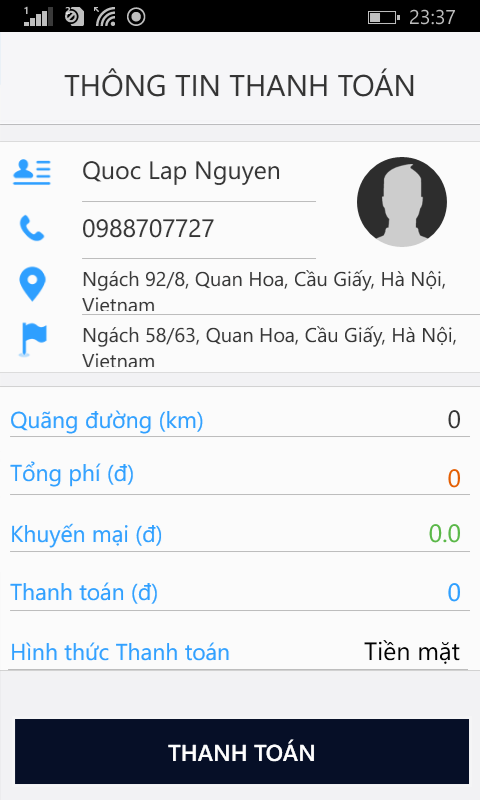 23:37
THÔNG TIN THANH TOÁN
Quoc Lap Nguyen
0988707727
Ngách 92/8, Quan Hoa, Cầu Giấy, Hà Nội,
Vietnam
Ngách 58/63, Quan Hoa, Cầu Giấy, Hà Nội,
Vietnam
Quãng đường (km) 0
Tổng phí (đ) 0
Khuyến mại (đ) 0.0
Thanh toán (đ) 0
Hình thức Thanh toán Tiền mặt
THANH TOÁN